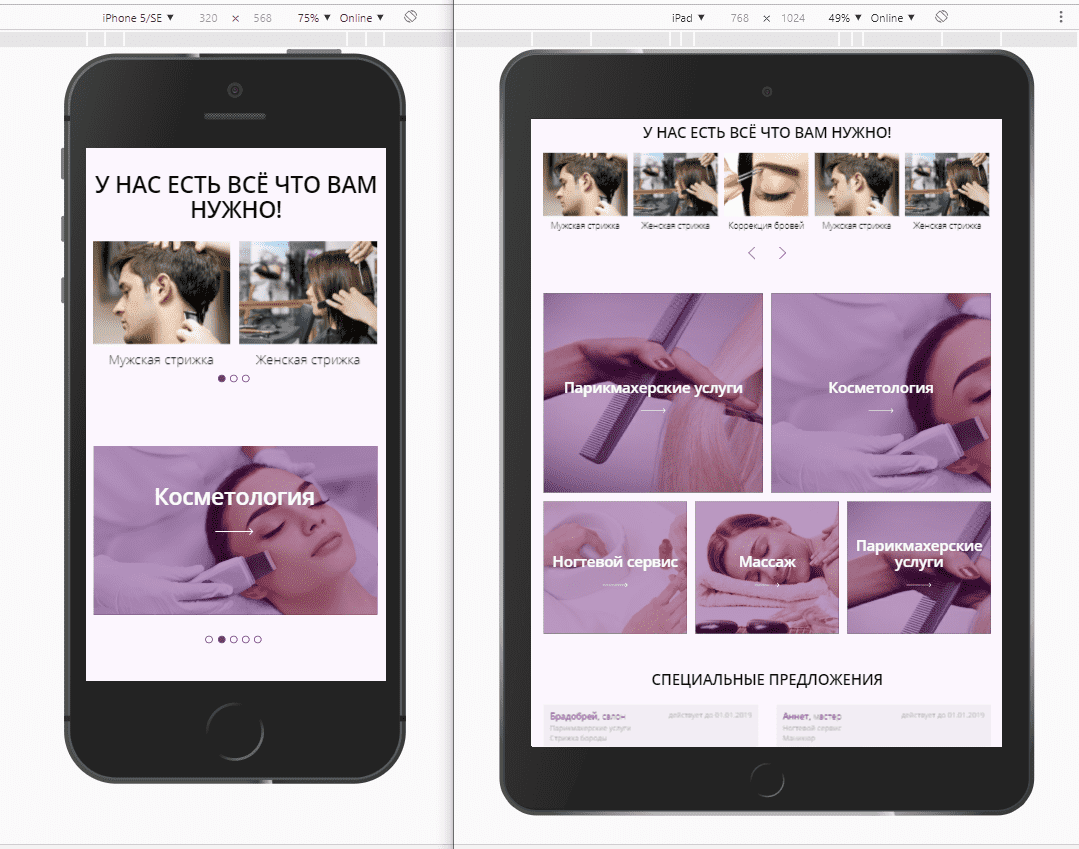 iPhone 5/SE ▼ 320 × 568 75% ▼ Online ▼
У НАС ЕСТЬ ВСЁ ЧТО ВАМ
НУЖНО!
Мужская стрижка Женская стрижка
Косметология
iPad ▼ 768 × 1024 49% ▼ Online ▼
У НАС ЕСТЬ ВСЁ ЧТО ВАМ НУЖНО!
Мужская стрижка Женская стрижка Коррекция бровей Мужская стрижка Женская стрижка
Парикмахерские услуги Косметология
Ногтевой сервис Массаж Парикмахерские
услуги
СПЕЦИАЛЬНЫЕ ПРЕДЛОЖЕНИЯ
Брадобрей, салон действует до 01.01.2019 Аннет, мастер действует до 01.01.2019
Парикмахерские услуги Ногтевой сервис
Стрижка бороды Маникюр